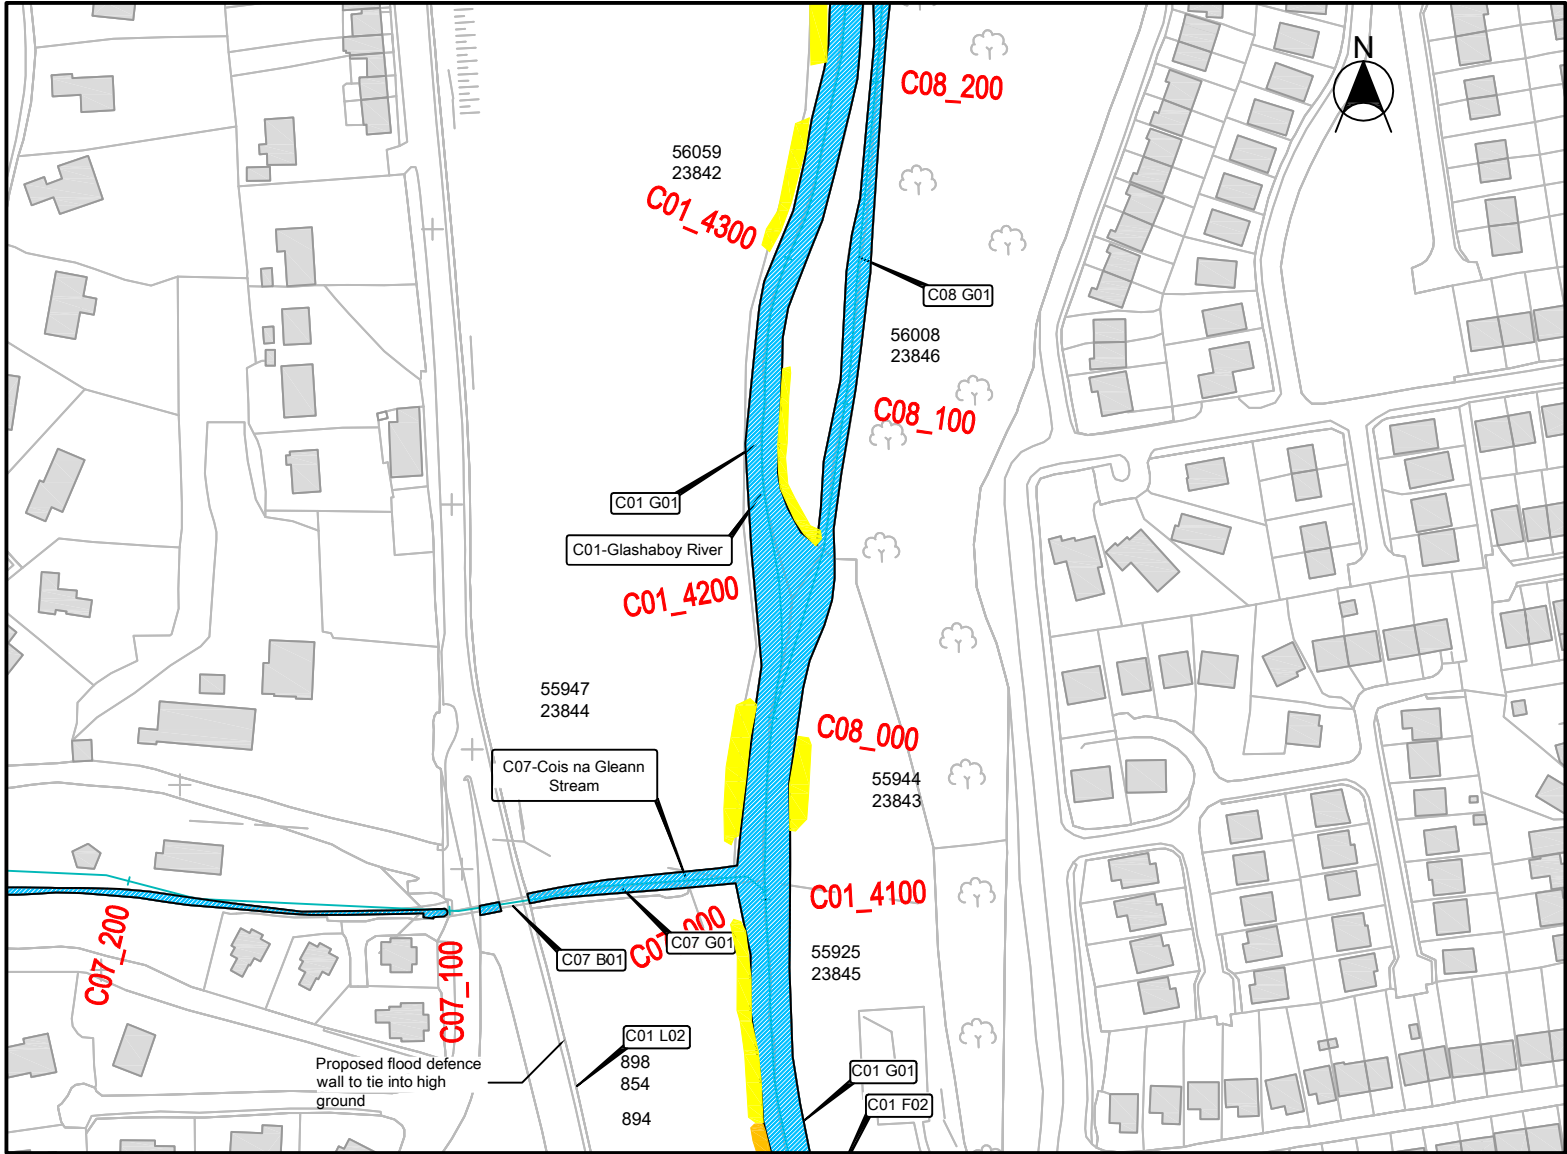 N
C08_200
56059
23842
C01_4300
C08 G01
56008
23846
C08_100
C01 G01
C01-Glashaboy River
C01_4200
55947
23844
C08_000
C07-Cois na Gleann
Stream
55944
23843
C01_4100
C07_200
C07_100
C07 G01
C07 B01
55925
23845
C01 L02
898
854
894
Proposed flood defence
wall to tie into high
ground
C01 G01
C01 F02